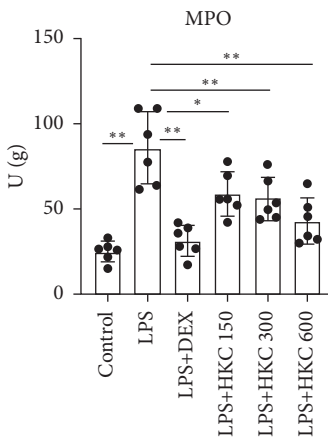 MPO
150
**
**
100
*
**
**
U (g)
50
0
Control
LPS
LPS+DEX
LPS+HKC 150
LPS+HKC 300
LPS+HKC 600